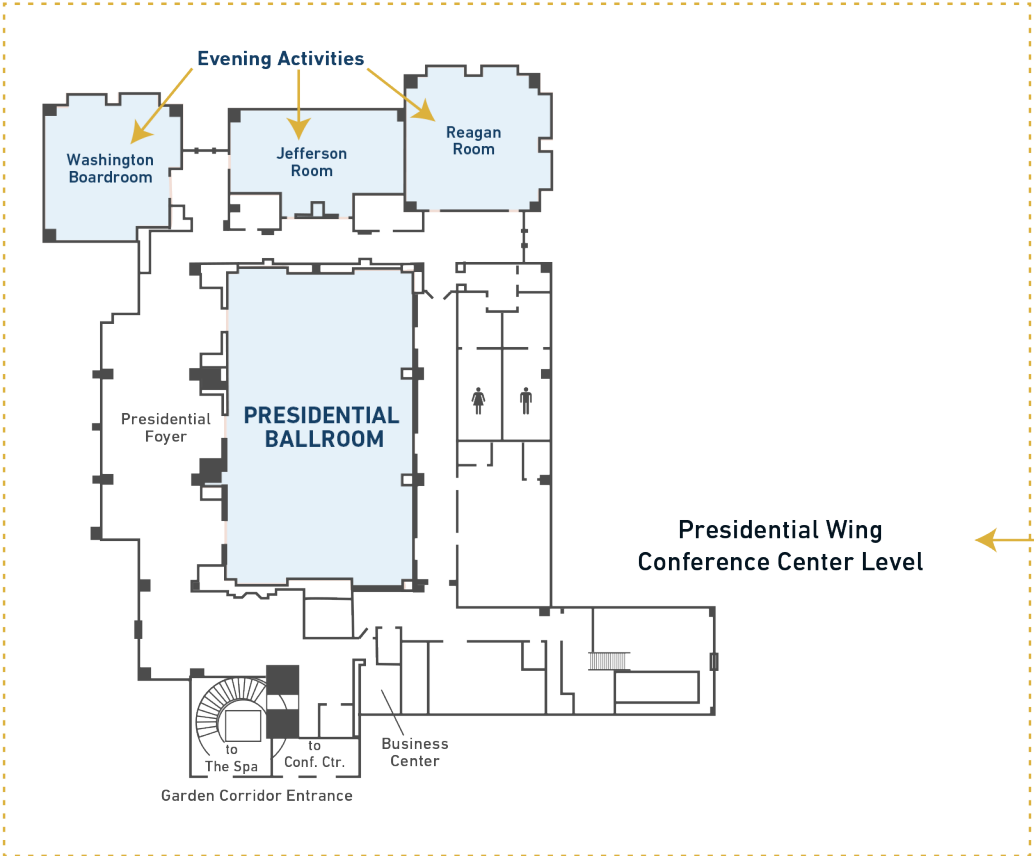 Evening Activities
Washington
Boardroom
Jefferson
Room
Reagan
Room
Presidential
Foyer
PRESIDENTIAL
BALLROOM
Presidential Wing
Conference Center Level
to
The Spa
to
Conf. Ctr.
Business
Center
Garden Corridor Entrance